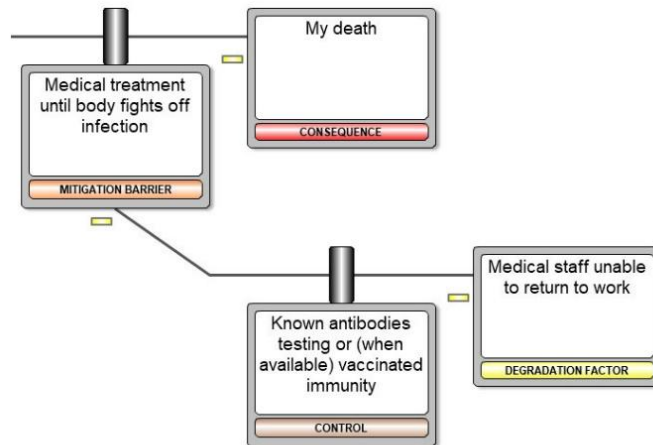 My death
CONSEQUENCE
Medical treatment
until body fights off
infection
MITIGATION BARRIER
Medical staff unable
to return to work
DEGRADATION FACTOR
Known antibodies
testing or (when
available) vaccinated
immunity
CONTROL